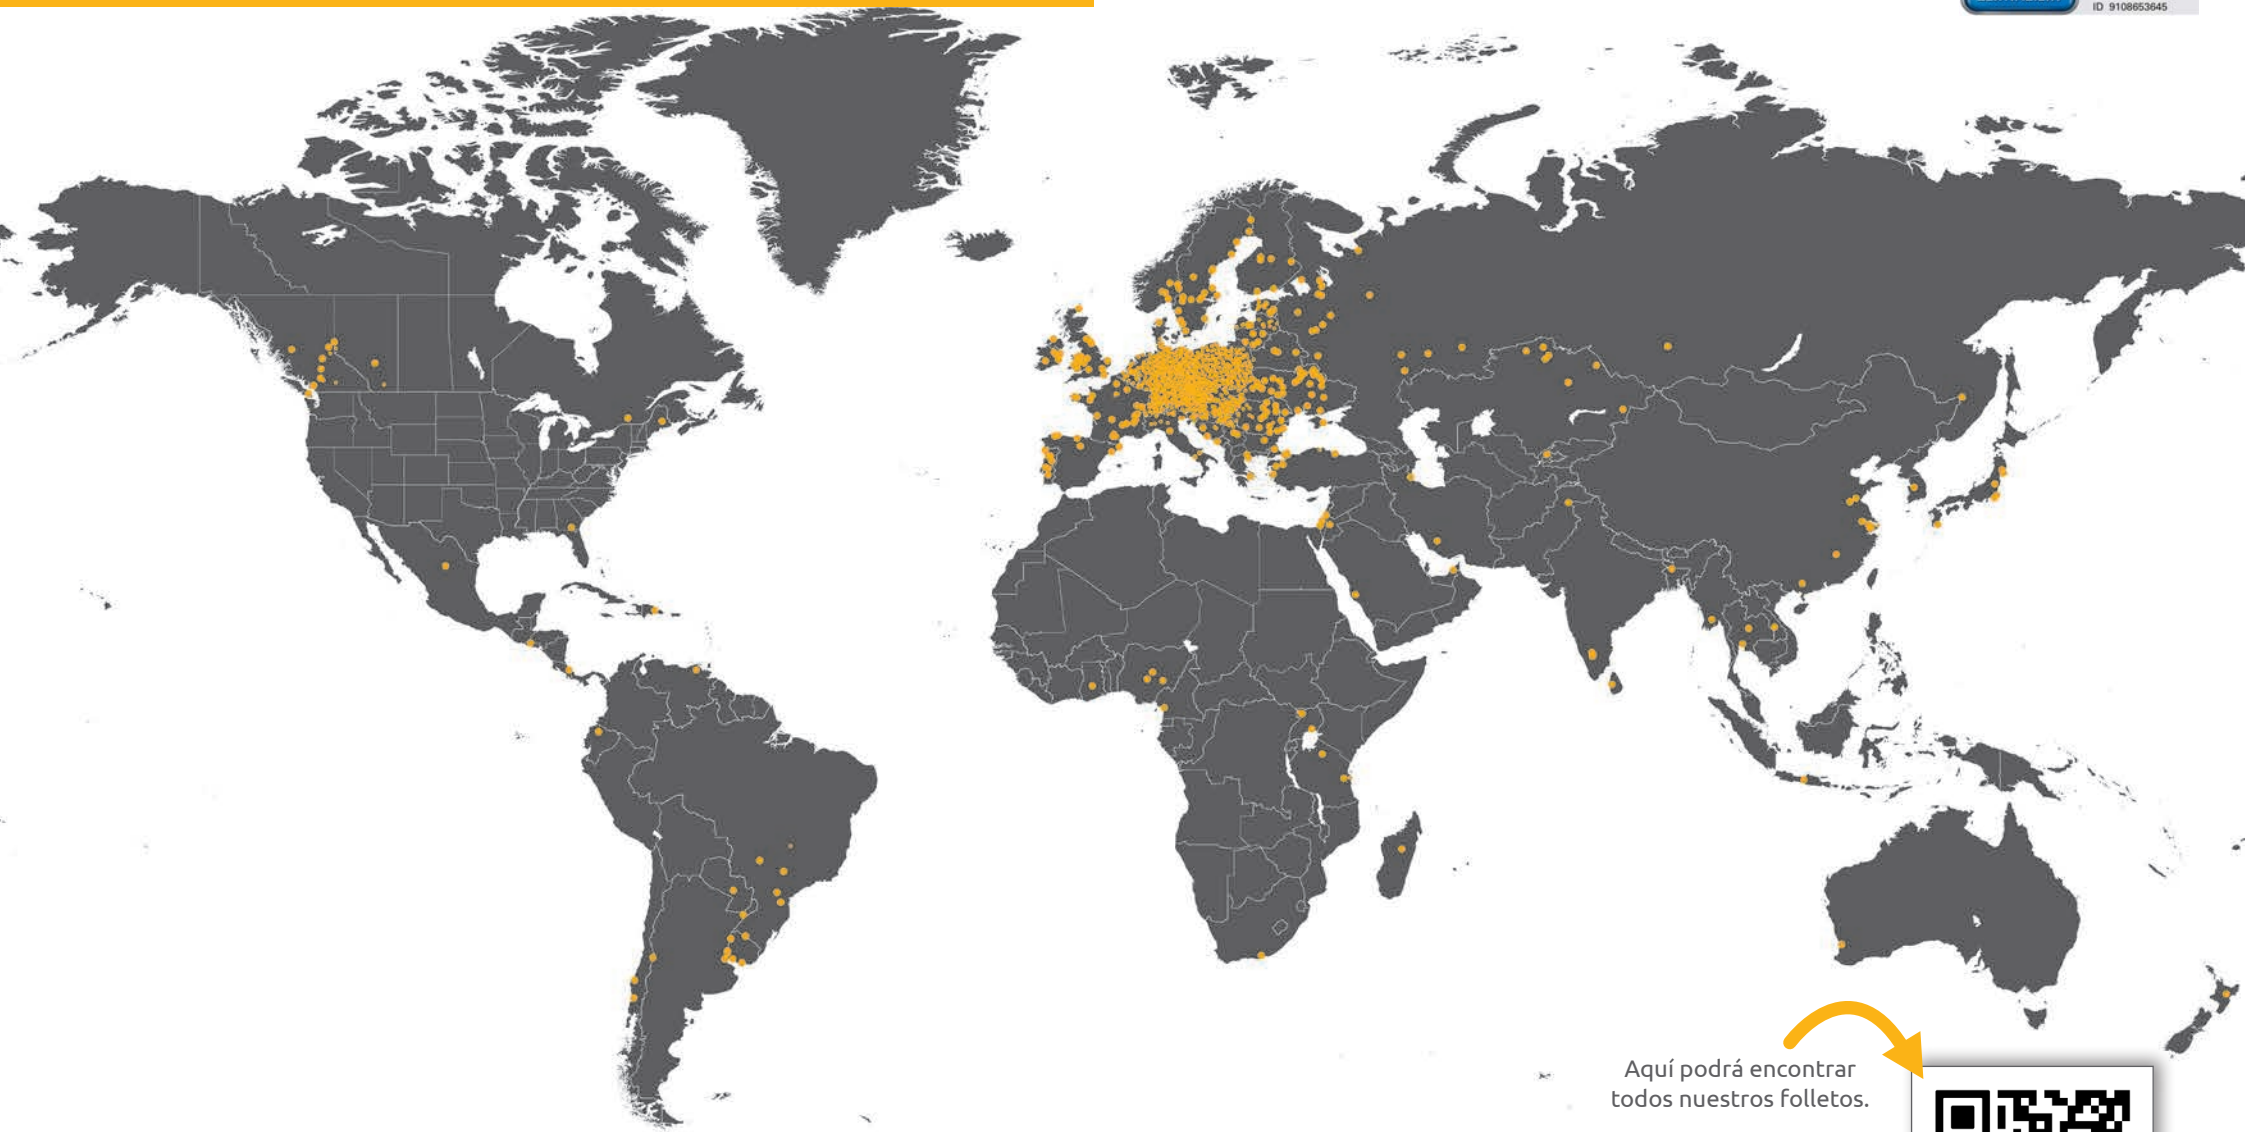 ID 9108653645
Aquí podrá encontrar
todos nuestros folletos.